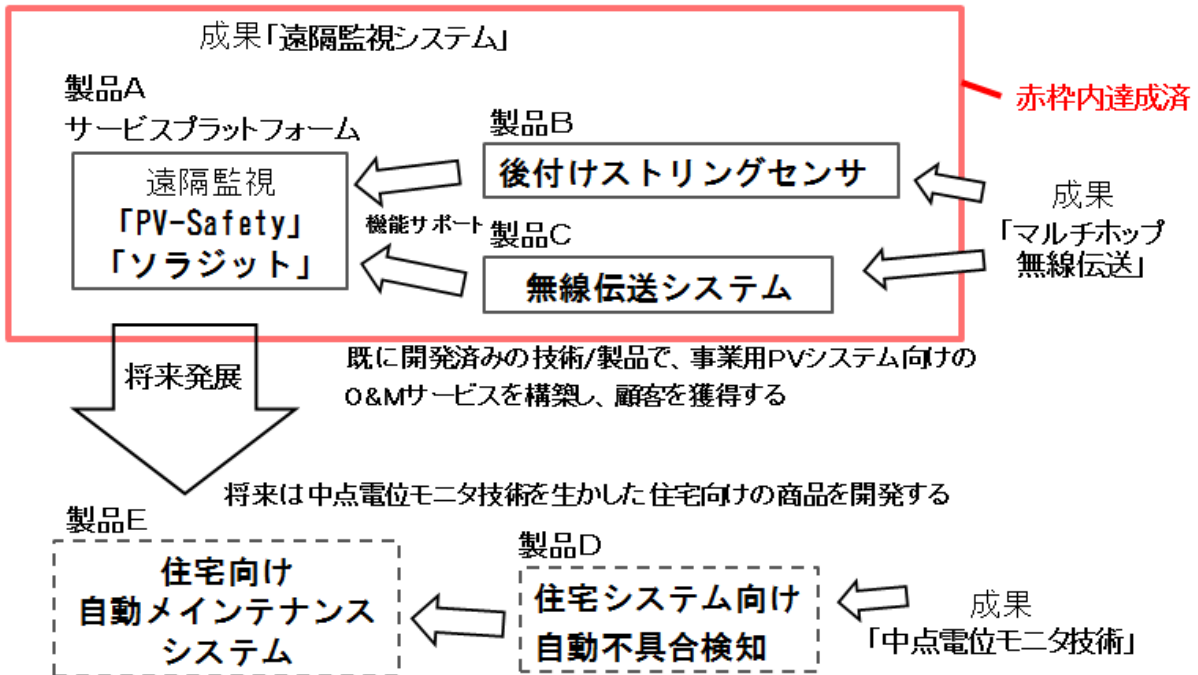 成果「遠隔監視システム」
製品A
サービスプラットフォーム
遠隔監視
「PV-Safety」
「ソラジット」
製品B
後付けストリングセンサ
機能サポート
製品C
無線伝送システム
赤枠内達成済
成果
「マルチホップ
無線伝送」
将来発展
既に開発済みの技術/製品で、事業用PVシステム向けの
O&Mサービスを構築し、顧客を獲得する
将来は中点電位モニタ技術を生かした住宅向けの商品を開発する
製品E
住宅向け
自動メインテナンス
システム
製品D
住宅システム向け
自動不具合検知
成果
「中点電位モニタ技術」